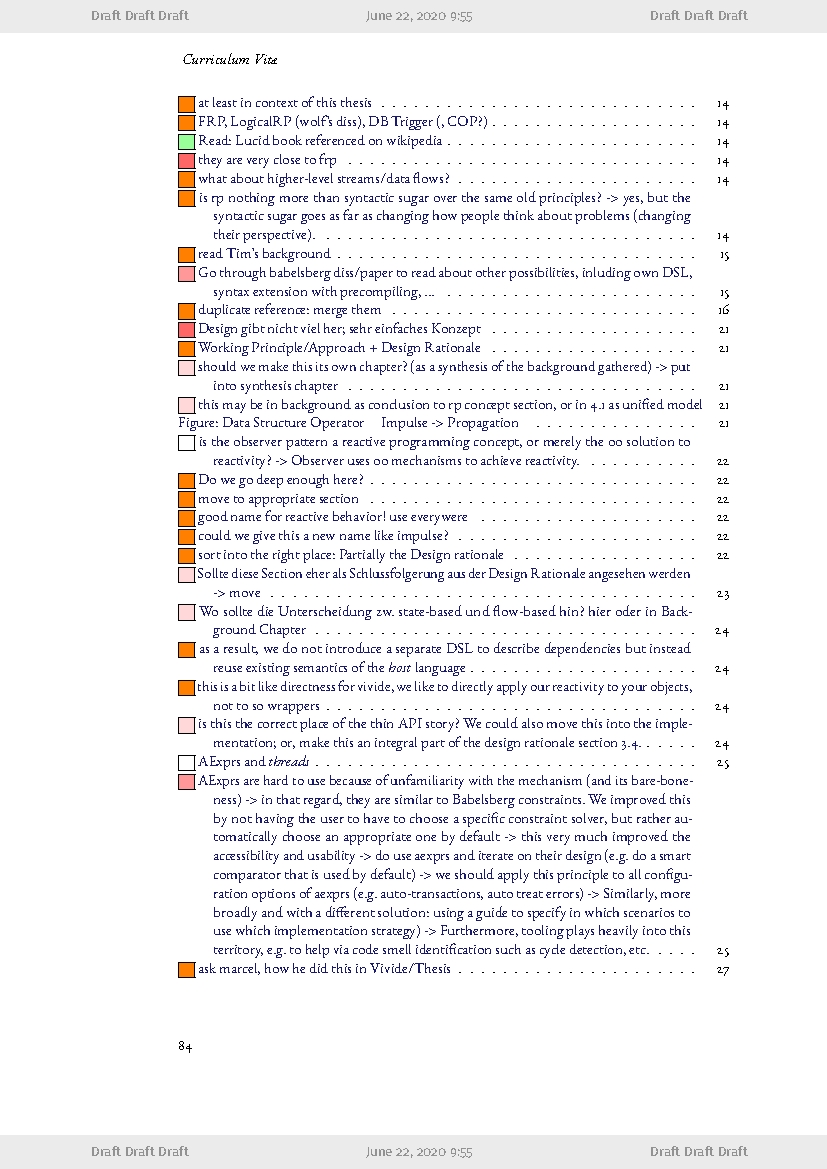 Draft Draft Draft June 22, 2020 9:55 Draft Draft Draft
Curriculum Vitæ
at least in context of this thesis . . . . . . . . . . . . . . . . . . . . . . . . . . . . . 14
FRP, LogicalRP (wolf's diss), DB Trigger (, COP?) . . . . . . . . . . . . . . . . . . . 14
Read: Lucid book referenced on wikipedia . . . . . . . . . . . . . . . . . . . . . . . 14
they are very close to frp . . . . . . . . . . . . . . . . . . . . . . . . . . . . . . . . 14
what about higher-level streams/data flows? . . . . . . . . . . . . . . . . . . . . . . 14
is rp nothing more than syntactic sugar over the same old principles? -> yes, but the
syntactic sugar goes as far as changing how people think about problems (changing
their perspective). . . . . . . . . . . . . . . . . . . . . . . . . . . . . . . . . . 14
read Tim's background . . . . . . . . . . . . . . . . . . . . . . . . . . . . . . . . . 15
Go through babelsberg diss/paper to read about other possibilities, inluding own DSL,
syntax extension with precompiling, ... . . . . . . . . . . . . . . . . . . . . . . . 15
duplicate reference: merge them . . . . . . . . . . . . . . . . . . . . . . . . . . . . 16
Design gibt nicht viel her; sehr einfaches Konzept . . . . . . . . . . . . . . . . . . . 21
Working Principle/Approach + Design Rationale . . . . . . . . . . . . . . . . . . . . 21
should we make this its own chapter? (as a synthesis of the background gathered) -> put
into synthesis chapter . . . . . . . . . . . . . . . . . . . . . . . . . . . . . . . . 21
this may be in background as conclusion to rp concept section, or in 4.1 as unified model 21
Figure: Data Structure Operator Impulse -> Propagation . . . . . . . . . . . . . . . 21
is the observer pattern a reactive programming concept, or merely the oo solution to
reactivity? -> Observer uses oo mechanisms to achieve reactivity. . . . . . . . . . . 22
Do we go deep enough here? . . . . . . . . . . . . . . . . . . . . . . . . . . . . . . 22
move to appropriate section . . . . . . . . . . . . . . . . . . . . . . . . . . . . . . 22
good name for reactive behavior! use everywere . . . . . . . . . . . . . . . . . . . . 22
could we give this a new name like impulse? . . . . . . . . . . . . . . . . . . . . . . 22
sort into the right place: Partially the Design rationale . . . . . . . . . . . . . . . . . 22
Sollte diese Section eher als Schlussfolgerung aus der Design Rationale angesehen werden
-> move . . . . . . . . . . . . . . . . . . . . . . . . . . . . . . . . . . . . . . . 23
Wo sollte die Unterscheidung zw. state-based und flow-based hin? hier oder in Back-
ground Chapter . . . . . . . . . . . . . . . . . . . . . . . . . . . . . . . . . . . 24
as a result, we do not introduce a separate DSL to describe dependencies but instead
reuse existing semantics of the host language . . . . . . . . . . . . . . . . . . . . . 24
this is a bit like directness for vivide, we like to directly apply our reactivity to your objects,
not to so wrappers . . . . . . . . . . . . . . . . . . . . . . . . . . . . . . . . . . 24
is this the correct place of the thin API story? We could also move this into the imple-
mentation; or, make this an integral part of the design rationale section 3.4. . . . . . . 24
AExprs and threads . . . . . . . . . . . . . . . . . . . . . . . . . . . . . . . . . . . 25
AExprs are hard to use because of unfamiliarity with the mechanism (and its bare-bone-
ness) -> in that regard, they are similar to Babelsberg constraints. We improved this
by not having the user to have to choose a specific constraint solver, but rather au-
tomatically choose an appropriate one by default -> this very much improved the
accessibility and usability -> do use aexprs and iterate on their design (e.g. do a smart
comparator that is used by default) -> we should apply this principle to all configu-
ration options of aexprs (e.g. auto-transactions, auto treat errors) -> Similarly, more
broadly and with a different solution: using a guide to specify in which scenarios to
use which implementation strategy) -> Furthermore, tooling plays heavily into this
territory, e.g. to help via code smell identification such as cycle detection, etc. . . . . . 25
ask marcel, how he did this in Vivide/Thesis . . . . . . . . . . . . . . . . . . . . . . 27
84
Draft Draft Draft June 22, 2020 9:55 Draft Draft Draft